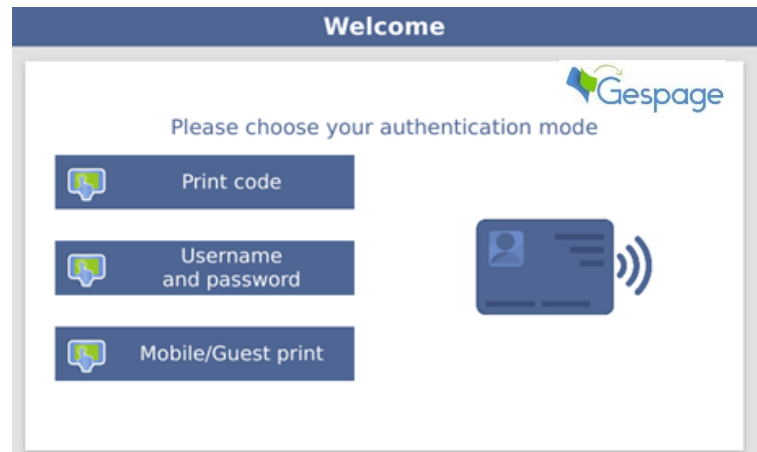 Welcome
Gespage
Please choose your authentication mode
Print code
Username
and password
Mobile/Guest print